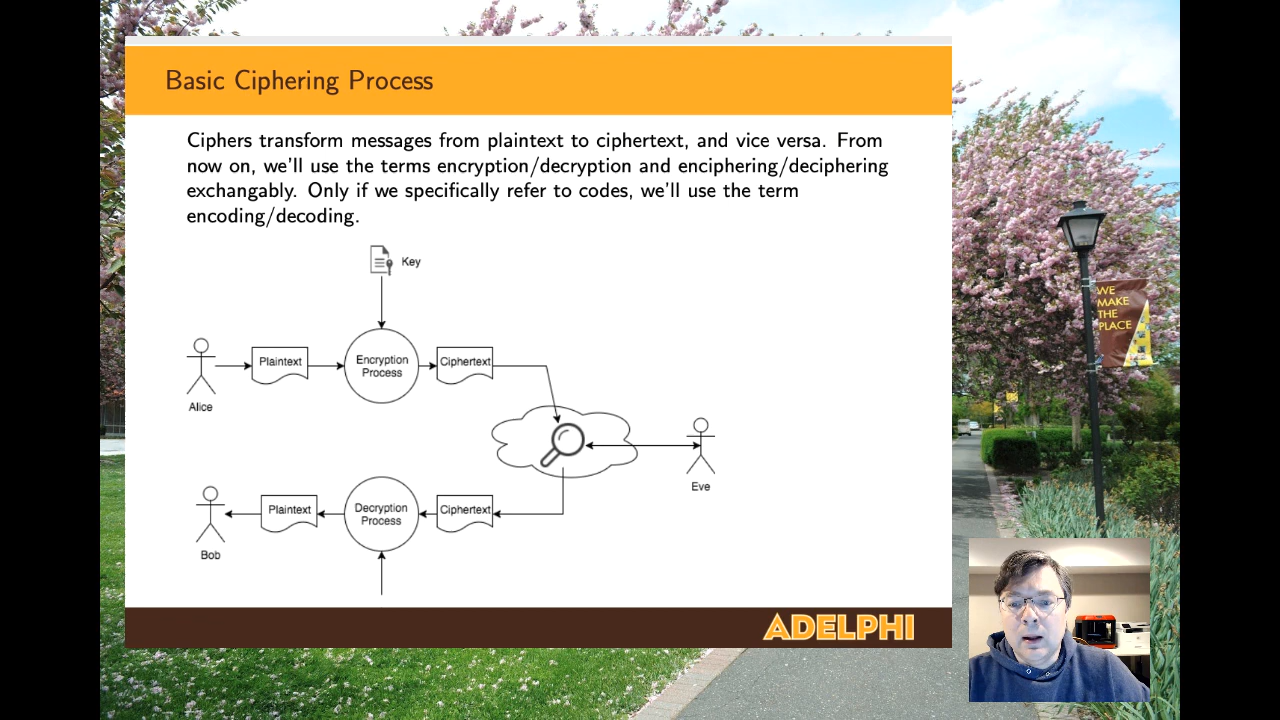 Basic Ciphering Process
Ciphers transform messages from plaintext to ciphertext, and vice versa. From
now on, we'll use the terms encryption/decryption and enciphering/deciphering
exchangably. Only if we specifically refer to codes, we'll use the term
encoding/decoding.
Key
Alice
Plaintext
Encryption
Process
Ciphertext
Eve
Bob
Plaintext
Decryption
Process
Ciphertext
ADELPHI
WE
MAKE
THE
PLACE